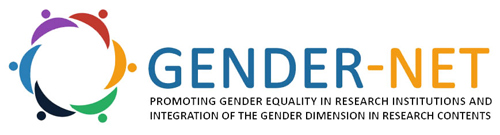 GENDER-NET
PROMOTING GENDER EQUALITY IN RESEARCH INSTITUTIONS AND
INTEGRATION OF THE GENDER DIMENSION IN RESEARCH CONTENTS